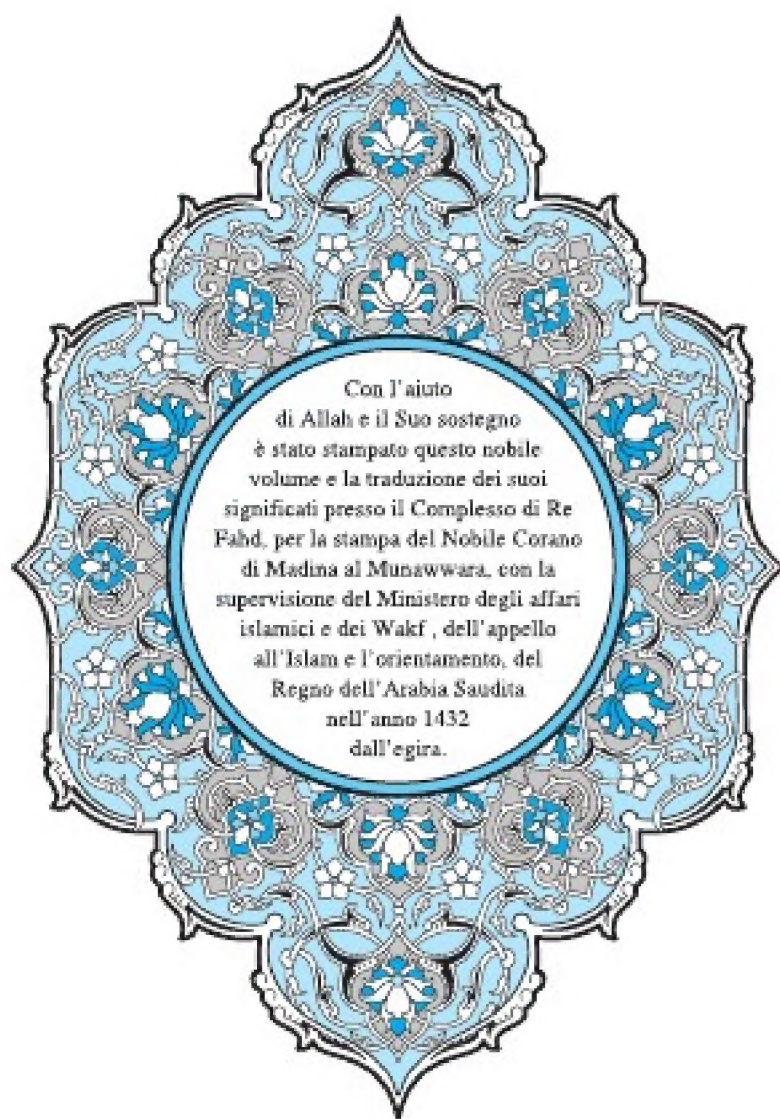 Con l'aiuto
di Allah e il Suo sostegno
è stato stampato questo nobile
volume e la traduzione dei suoi
significati presso il Complesso di Re
Fahd, per la stampa del Nobile Corano
di Madina al Munawwara, con la
supervisione del Ministero degli affari
islamici e dei Wakf , dell'appello
all'Islam e l'orientamento, del
Regno dell'Arabia Saudita
nell'anno 1432
dall'egira.